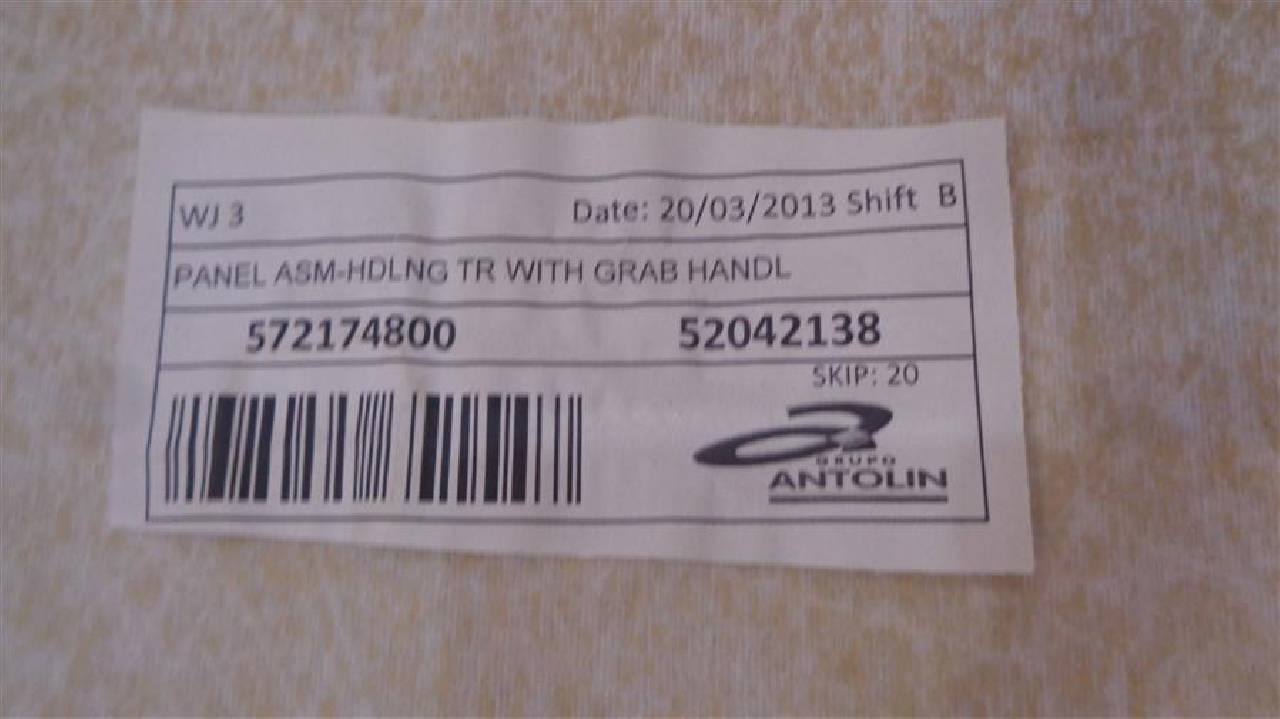 WJ 3 Date: 20/03/2013 Shift B
PANEL ASM-HDLNG TR WITH GRAB HANDL
572174800 52042138
SKIP: 20
GRUPO
ANTOLIN